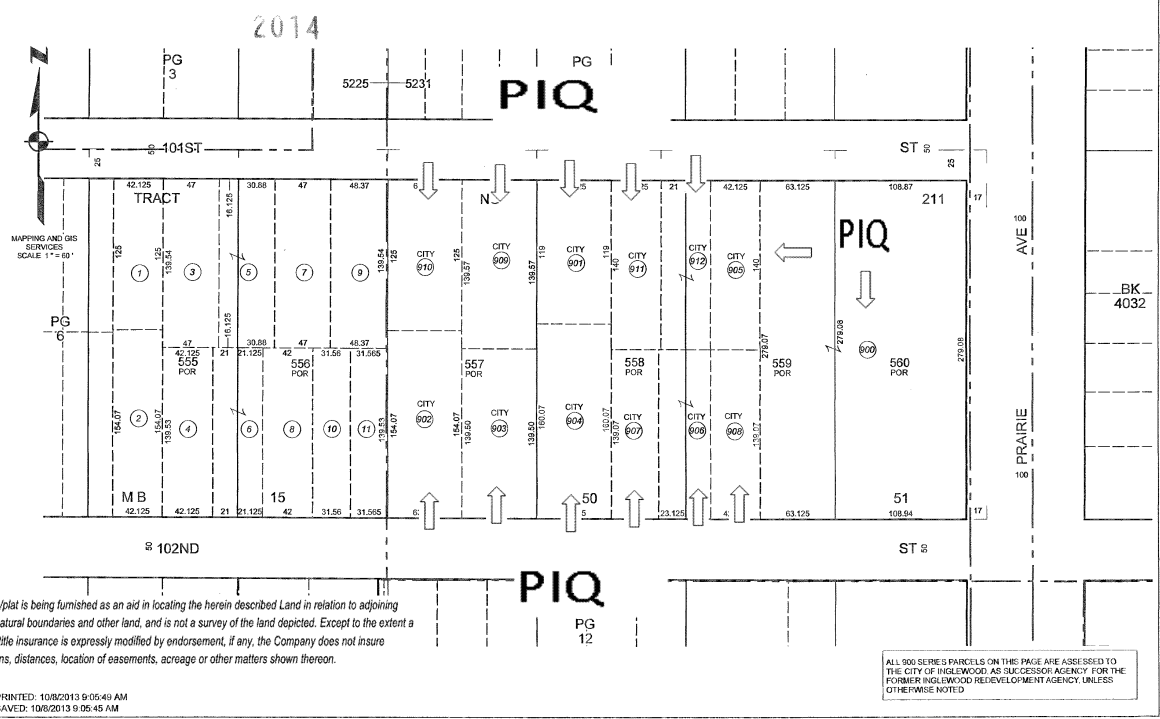 2014
N
PG
3
PG
5225 5231
PIQ
101ST
50
ST 50
25
25
42.125 47 30.88 47 48.37 21 42.125 63.125 108.87
17
TRACT
211
16.125
MAPPING AND GIS
SERVICES
SCALE 1" = 60'
125 125 139.54 139.54 125 125 139.57 139.57 119 119 140 140
CITY CITY CITY CITY CITY CITY
1 3 5 7 9 910 909 901 911 912 905
PIQ
AVE 100
BK
4032
PG
6
16.125
47 30.88 47 48.37
42.125 21 21.125 42 31.56 31.565
279.07 279.08 279.08
900
555
POR
556
POR
557
POR
558
POR
559
POR
560
POR
CITY CITY CITY CITY CITY CITY
2 4 6 8 10 11 902 903 904 907 906 908
154.07 154.07 139.53 139.53 154.07 154.07 139.50 139.50 160.07 160.07 139.07 139.07
PRAIRIE
100
M B 15 50 51
42.125 42.125 21 21.125 42 31.56 31.565 23.125 63.125 108.94
17
50 102ND
ST 50
PIQ
PG
12
/plat is being furnished as an aid in locating the herein described Land in relation to adjoining
atural boundaries and other land, and is not a survey of the land depicted. Except to the extent a
title insurance is expressly modified by endorsement, if any, the Company does not insure
ns, distances, location of easements, acreage or other matters shown thereon.
ALL 900 SERIES PARCELS ON THIS PAGE ARE ASSESSED TO
THE CITY OF INGLEWOOD, AS SUCCESSOR AGENCY FOR THE
FORMER INGLEWOOD REDEVELOPMENT AGENCY, UNLESS
OTHERWISE NOTED
PRINTED: 10/8/2013 9:05:49 AM
SAVED: 10/8/2013 9:05:45 AM